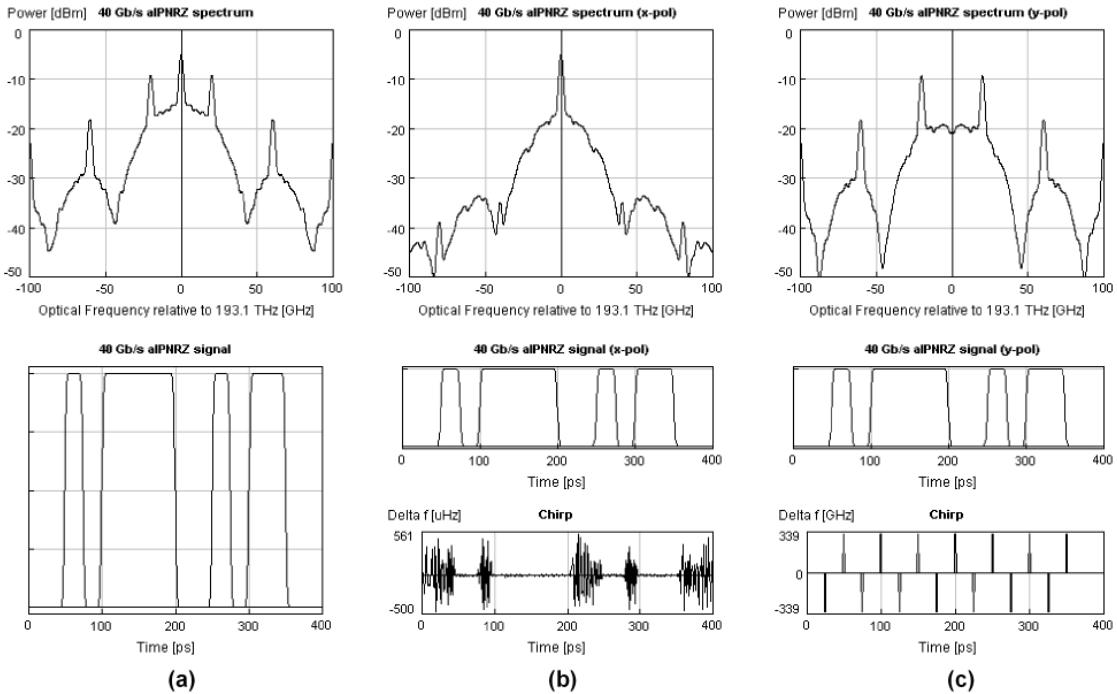 Power [dBm] 40 Gb/s alPNRZ spectrum
0
-10
-20
-30
-40
-50
-100 -50 0 50 100
Optical Frequency relative to 193.1 THz [GHz]
40 Gb/s alPNRZ signal
0 100 200 300 400
Time [ps]
(a)
Power [dBm] 40 Gb/s alPNRZ spectrum (x-pol)
0
-10
-20
-30
-40
-50
-100 -50 0 50 100
Optical Frequency relative to 193.1 THz [GHz]
40 Gb/s alPNRZ signal (x-pol)
0 100 200 300 400
Time [ps]
Delta f [uHz] Chirp
561
-500
0 100 200 300 400
Time [ps]
(b)
Power [dBm] 40 Gb/s alPNRZ spectrum (y-pol)
0
-10
-20
-30
-40
-50
-100 -50 0 50 100
Optical Frequency relative to 193.1 THz [GHz]
40 Gb/s alPNRZ signal (y-pol)
0 100 200 300 400
Time [ps]
Delta f [GHz] Chirp
339
0
-339
0 100 200 300 400
Time [ps]
(c)